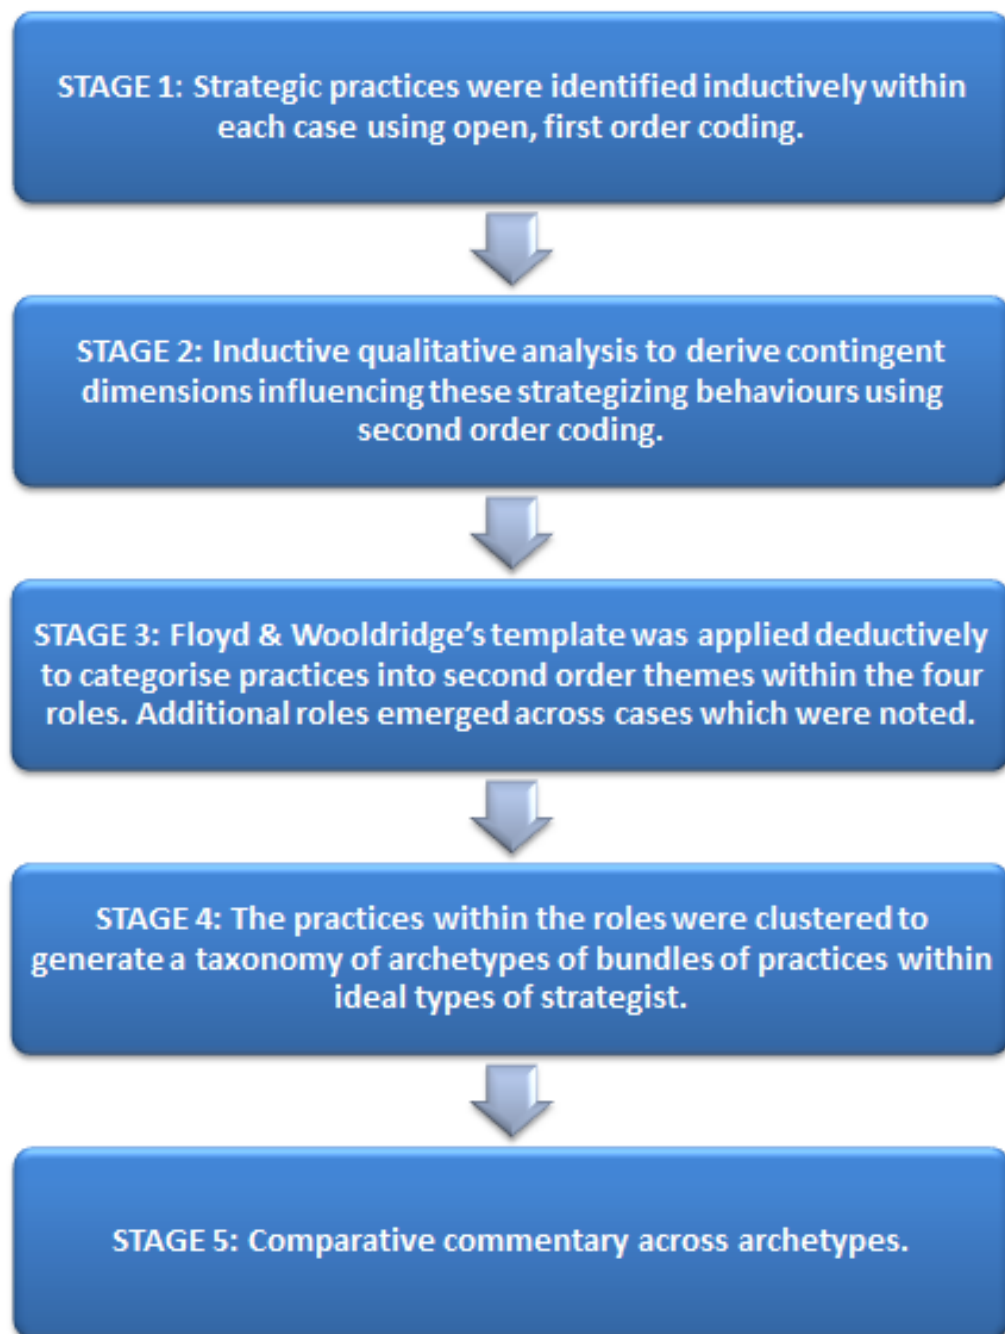 STAGE 1: Strategic practices were identified inductively within
each case using open, first order coding.
STAGE 2: Inductive qualitative analysis to derive contingent
dimensions influencing these strategizing behaviours using
second order coding.
STAGE 3: Floyd & Wooldridge’s template was applied deductively
to categorise practices into second order themes within the four
roles. Additional roles emerged across cases which were noted.
STAGE 4: The practices within the roles were clustered to
generate a taxonomy of archetypes of bundles of practices within
ideal types of strategist.
STAGE 5: Comparative commentary across archetypes.